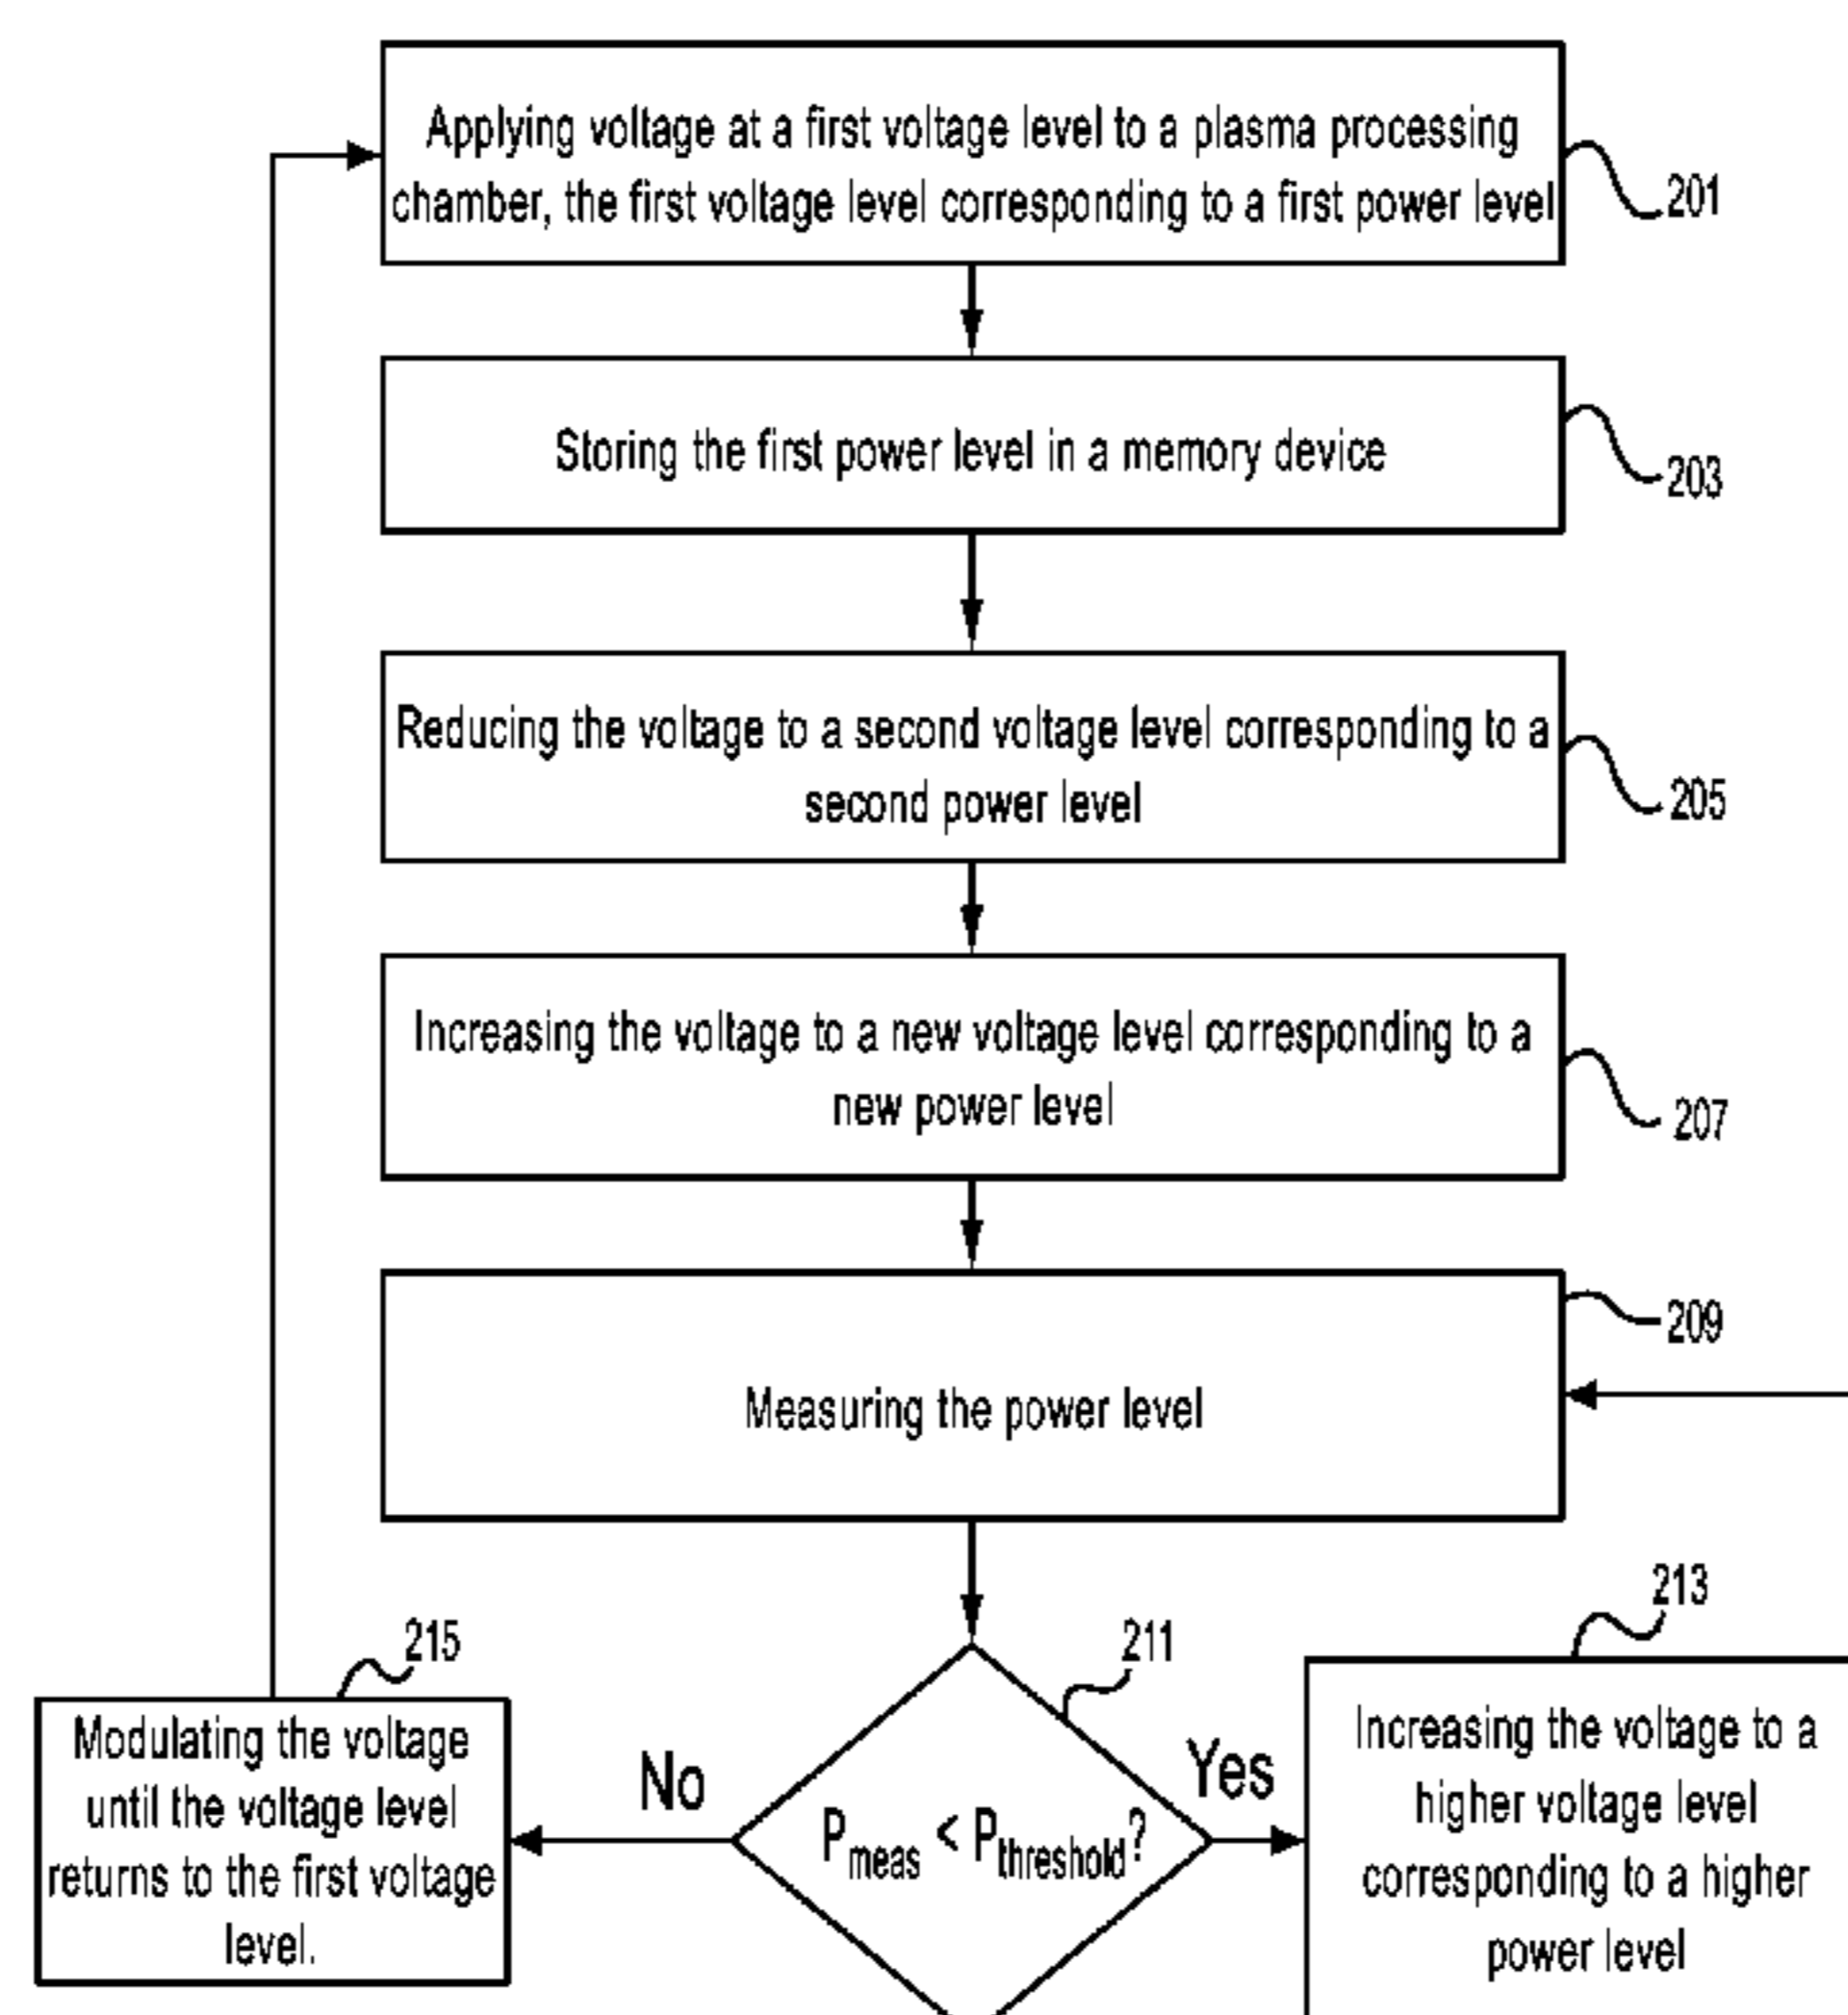 Applying voltage at a first voltage level to a plasma processing
chamber, the first voltage level corresponding to a first power level
201
Storing the first power level in a memory device
203
Reducing the voltage to a second voltage level corresponding to a
second power level
205
Increasing the voltage to a new voltage level corresponding to a
new power level
207
209
Measuring the power level
213
215
211
Modulating the voltage
until the voltage level
returns to the first voltage
level.
No
Pmeas < Pthreshold?
Yes
Increasing the voltage to a
higher voltage level
corresponding to a higher
power level